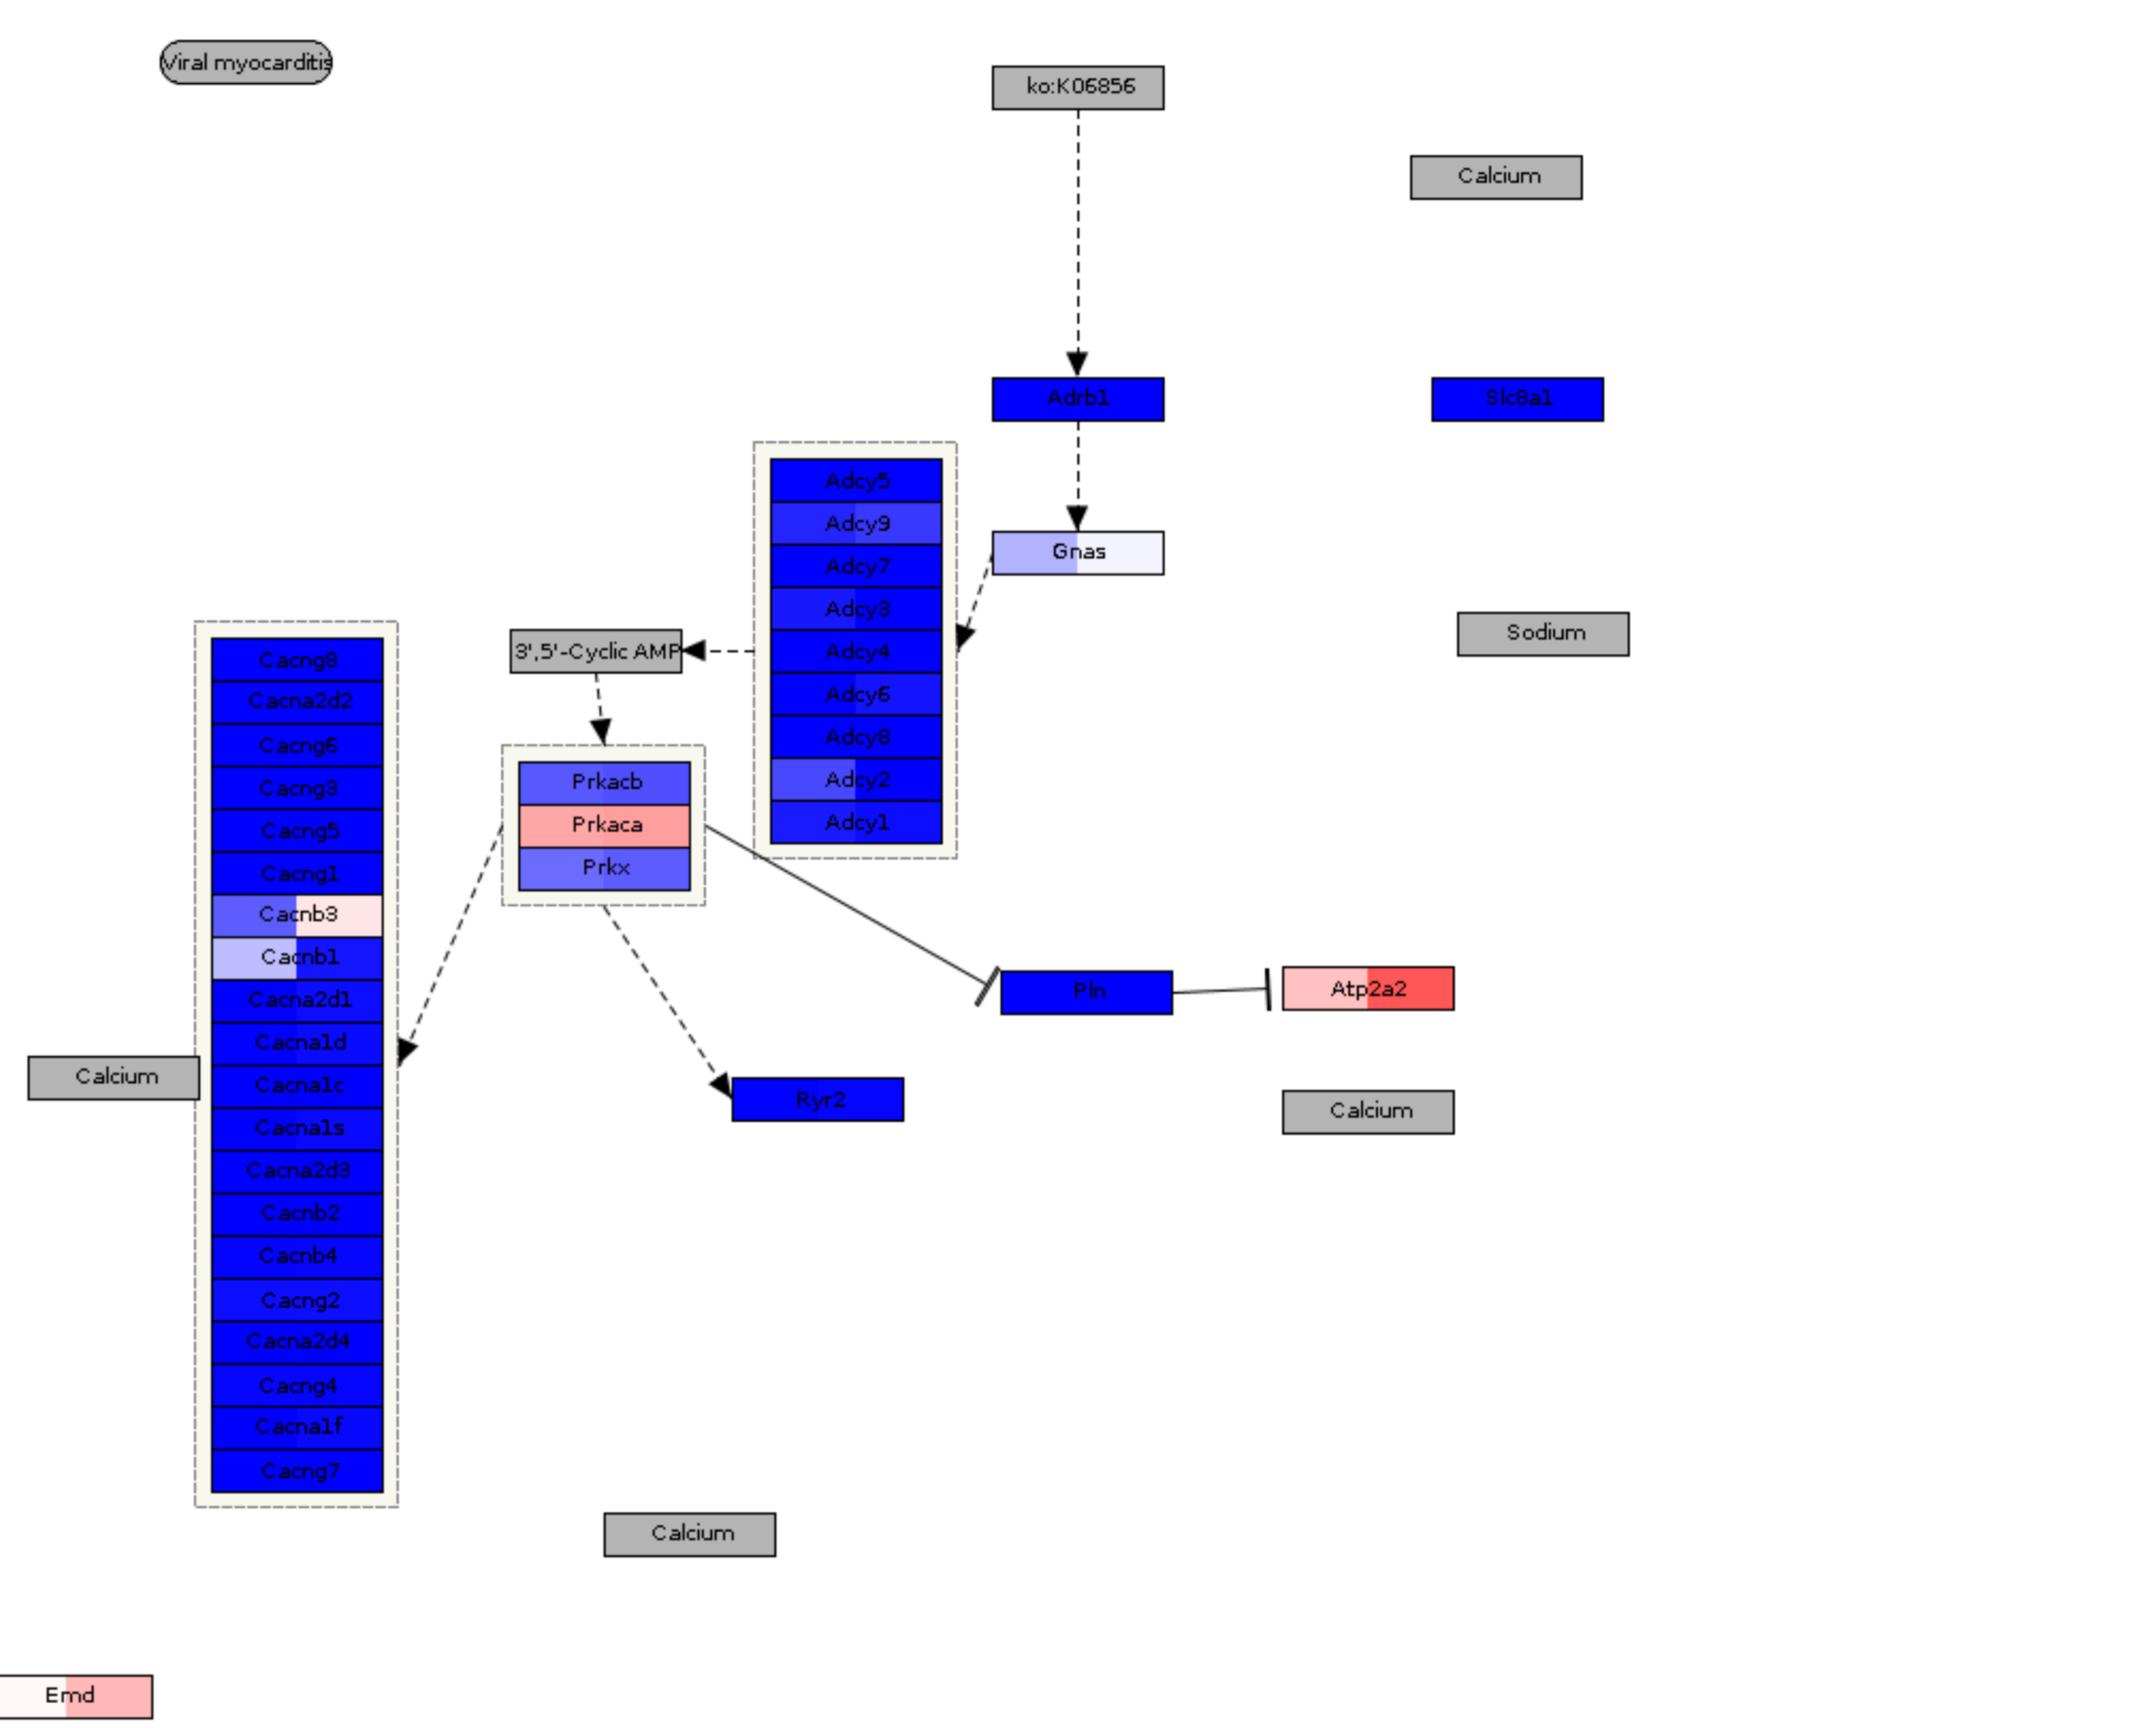 Viral myocarditis
ko:K06856
Calcium
Adrb1
Slc8a1
Adcy5
Adcy9
Adcy7
Adcy3
Adcy4
Adcy6
Adcy8
Adcy2
Adcy1
Gnas
Sodium
3',5'-Cyclic AMP
Prkacb
Prkaca
Prkx
Cacng8
Cacna2d2
Cacng6
Cacng3
Cacng5
Cacng1
Cacnb3
Cacnb1
Cacna2d1
Cacna1d
Cacna1c
Cacna1s
Cacna2d3
Cacnb2
Cacnb4
Cacng2
Cacna2d4
Cacng4
Cacna1f
Cacng7
Calcium
Pln
Atp2a2
Ryr2
Calcium
Calcium
Emd